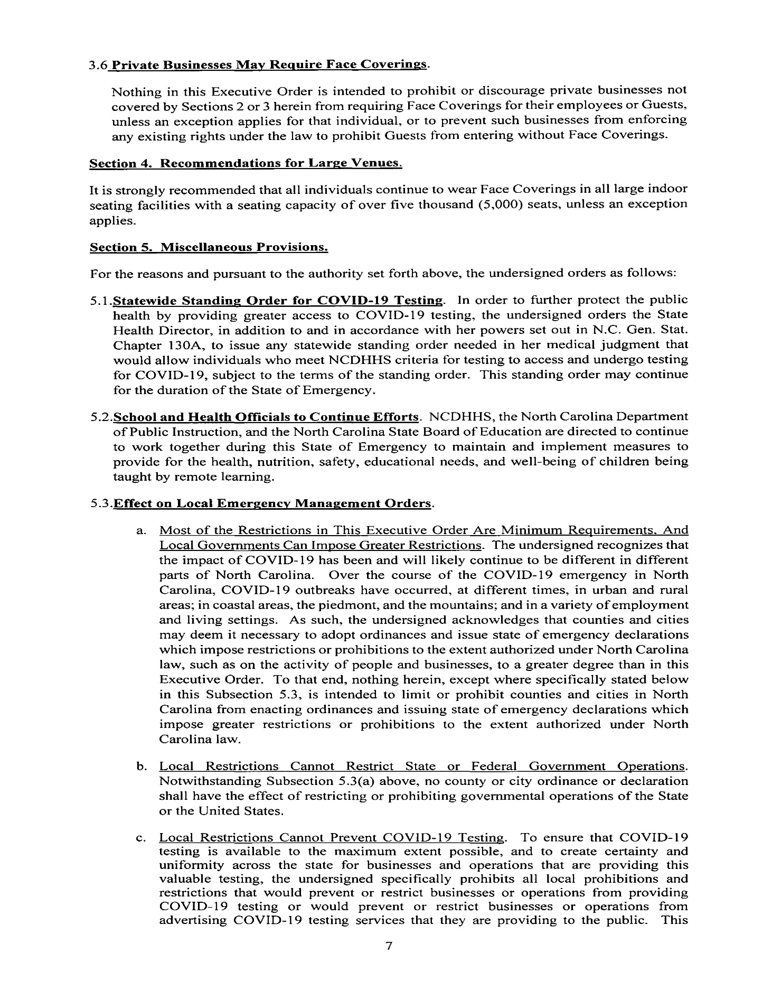 3.6 Private Businesses May Require Face Coverings.
Nothing in this Executive Order is intended to prohibit or discourage private businesses not
covered by Sections 2 or 3 herein from requiring Face Coverings for their employees or Guests,
unless an exception applies for that individual, or to prevent such businesses from enforcing
any existing rights under the law to prohibit Guests from entering without Face Coverings.
Section 4. Recommendations for Large Venues.
It is strongly recommended that all individuals continue to wear Face Coverings in all large indoor
seating facilities with a seating capacity of over five thousand (5,000) seats, unless an exception
applies.
Section 5. Miscellaneous Provisions.
For the reasons and pursuant to the authority set forth above, the undersigned orders as follows:
5.1.Statewide Standing Order for COVID-19 Testing. In order to further protect the public
health by providing greater access to COVID-19 testing, the undersigned orders the State
Health Director, in addition to and in accordance with her powers set out in N.C. Gen. Stat.
Chapter 130A, to issue any statewide standing order needed in her medical judgment that
would allow individuals who meet NCDHHS criteria for testing to access and undergo testing
for COVID-19, subject to the terms of the standing order. This standing order may continue
for the duration of the State of Emergency.
5.2.School and Health Officials to Continue Efforts. NCDHHS, the North Carolina Department
of Public Instruction, and the North Carolina State Board of Education are directed to continue
to work together during this State of Emergency to maintain and implement measures to
provide for the health, nutrition, safety, educational needs, and well-being of children being
taught by remote learning.
5.3.Effect on Local Emergency Management Orders.
a. Most of the Restrictions in This Executive Order Are Minimum Requirements. And
Local Governments Can Impose Greater Restrictions. The undersigned recognizes that
the impact of COVID-19 has been and will likely continue to be different in different
parts of North Carolina. Over the course of the COVID-19 emergency in North
Carolina, COVID-19 outbreaks have occurred, at different times, in urban and rural
areas; in coastal areas, the piedmont, and the mountains; and in a variety of employment
and living settings. As such, the undersigned acknowledges that counties and cities
may deem it necessary to adopt ordinances and issue state of emergency declarations
which impose restrictions or prohibitions to the extent authorized under North Carolina
law, such as on the activity of people and businesses, to a greater degree than in this
Executive Order. To that end, nothing herein, except where specifically stated below
in this Subsection 5.3, is intended to limit or prohibit counties and cities in North
Carolina from enacting ordinances and issuing state of emergency declarations which
impose greater restrictions or prohibitions to the extent authorized under North
Carolina law.
b. Local Restrictions Cannot Restrict State or Federal Government Operations.
Notwithstanding Subsection 5.3(a) above, no county or city ordinance or declaration
shall have the effect of restricting or prohibiting governmental operations of the State
or the United States.
c. Local Restrictions Cannot Prevent COVID-19 Testing. To ensure that COVID-19
testing is available to the maximum extent possible, and to create certainty and
uniformity across the state for businesses and operations that are providing this
valuable testing, the undersigned specifically prohibits all local prohibitions and
restrictions that would prevent or restrict businesses or operations from providing
COVID-19 testing or would prevent or restrict businesses or operations from
advertising COVID-19 testing services that they are providing to the public. This
7